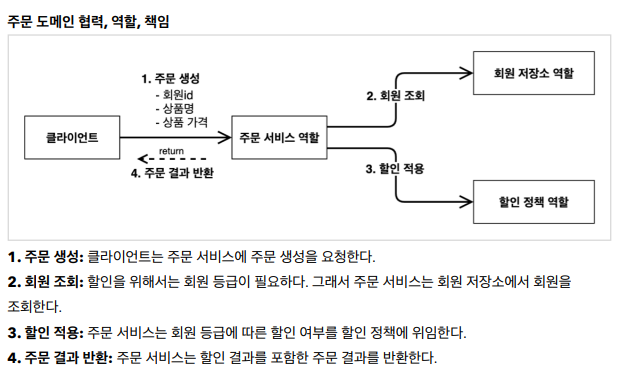 주문 도메인 협력, 역할, 책임
1. 주문 생성
- 회원id
- 상품명
- 상품 가격
클라이언트
return
4. 주문 결과 반환
주문 서비스 역할
2. 회원 조회
회원 저장소 역할
3. 할인 적용
할인 정책 역할
1. 주문 생성: 클라이언트는 주문 서비스에 주문 생성을 요청한다.
2. 회원 조회: 할인을 위해서는 회원 등급이 필요하다. 그래서 주문 서비스는 회원 저장소에서 회원을
조회한다.
3. 할인 적용: 주문 서비스는 회원 등급에 따른 할인 여부를 할인 정책에 위임한다.
4. 주문 결과 반환: 주문 서비스는 할인 결과를 포함한 주문 결과를 반환한다.